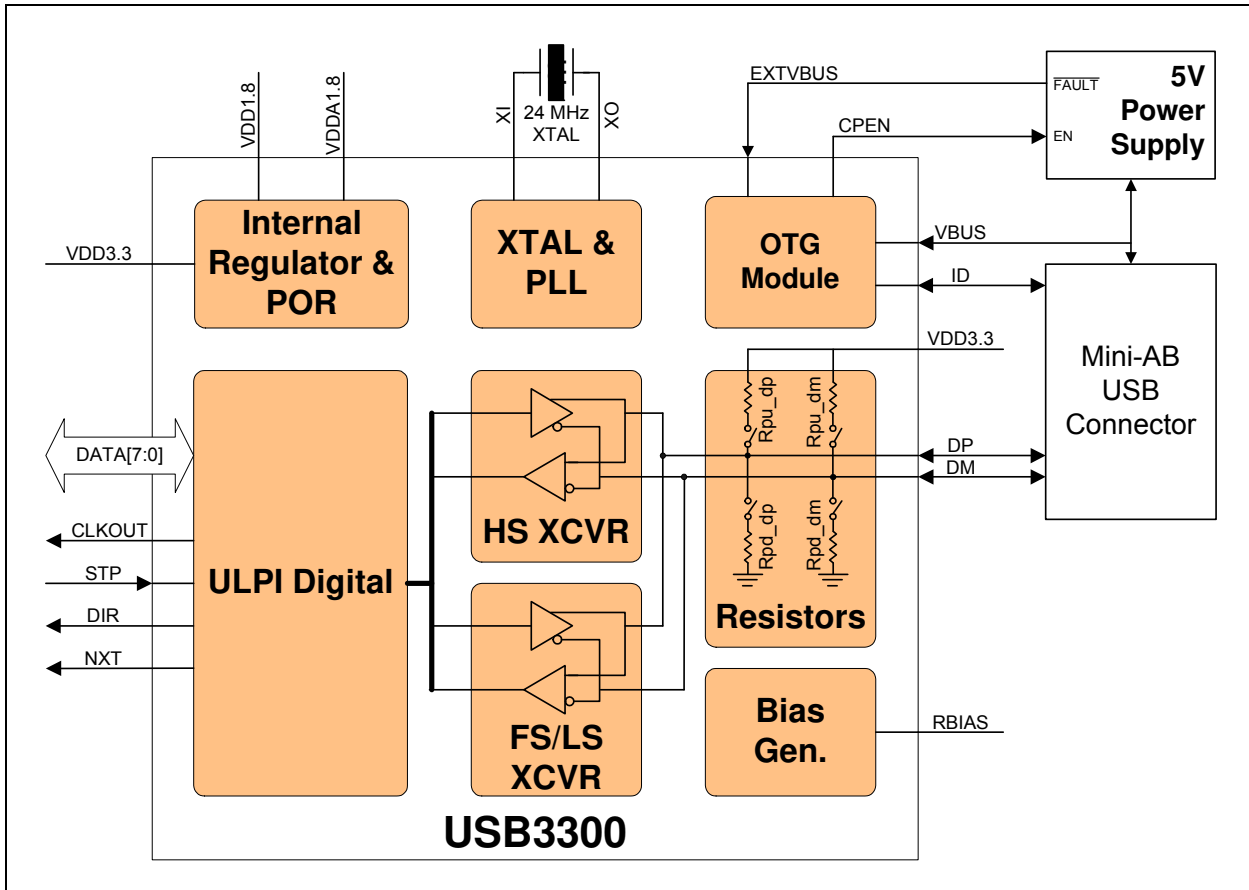 VDD1.8
VDDA1.8
XI
24 MHz
XTAL
XO
EXTVBUS
CPEN
FAULT
EN
5V
Power
Supply
VDD3.3
Internal
Regulator &
POR
XTAL &
PLL
OTG
Module
VBUS
ID
VDD3.3
Mini-AB
USB
Connector
DATA[7:0]
CLKOUT
STP
DIR
NXT
ULPI Digital
HS XCVR
FS/LS
XCVR
Rpu_dp
Rpu_dm
Rpd_dp
Rpd_dm
Resistors
DP
DM
Bias
Gen.
RBIAS
USB3300